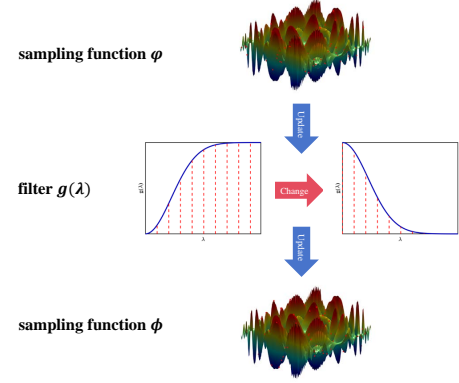 sampling function φ
Update
filter g(λ)
g(λ)
λ
Change
g(λ)
λ
Update
sampling function ϕ